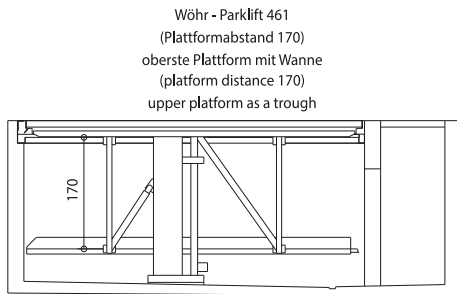 Wöhr - Parklift 461
(Plattformabstand 170)
oberste Plattform mit Wanne
(platform distance 170)
upper platform as a trough
170